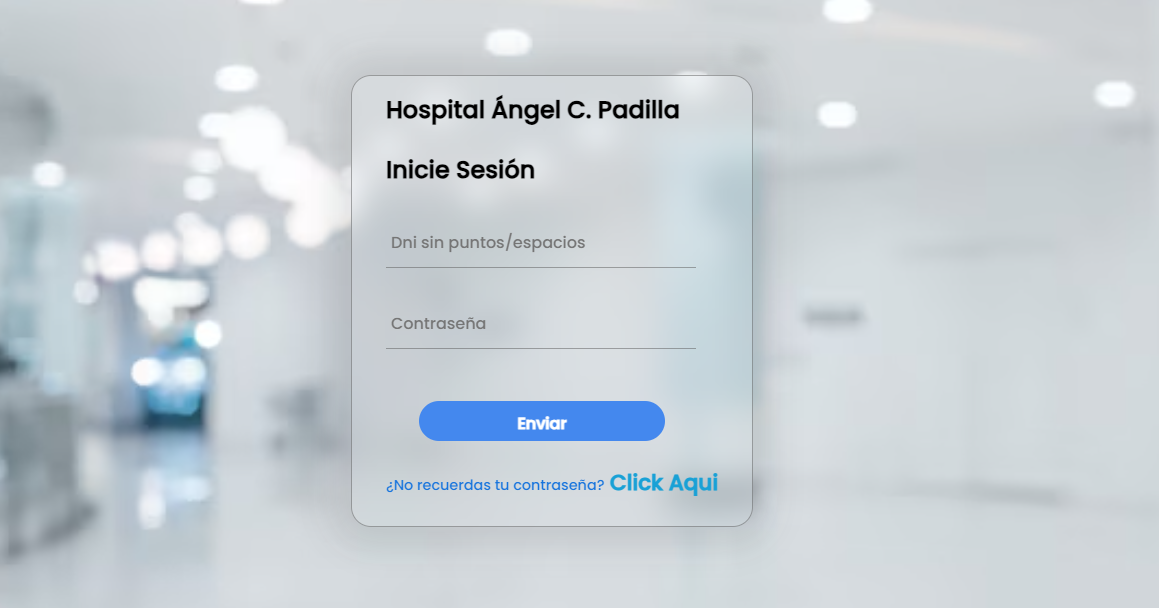 Hospital Ángel C. Padilla
Inicie Sesión
Dni sin puntos/espacios
Contraseña
Enviar
¿No recuerdas tu contraseña? Click Aqui